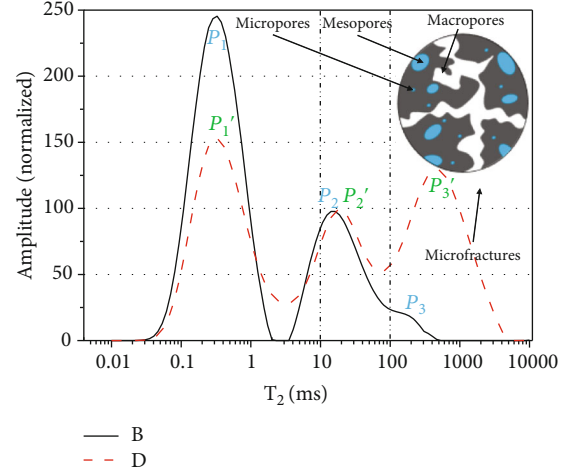 Micropores
Mesopores
Macropores
Microfractures
P1
P1′
P2
P2′
P3
P3′
Amplitude (normalized)
250
200
150
100
50
0
0.01
0.1
1
10
100
1000
10000
T2 (ms)
B
D